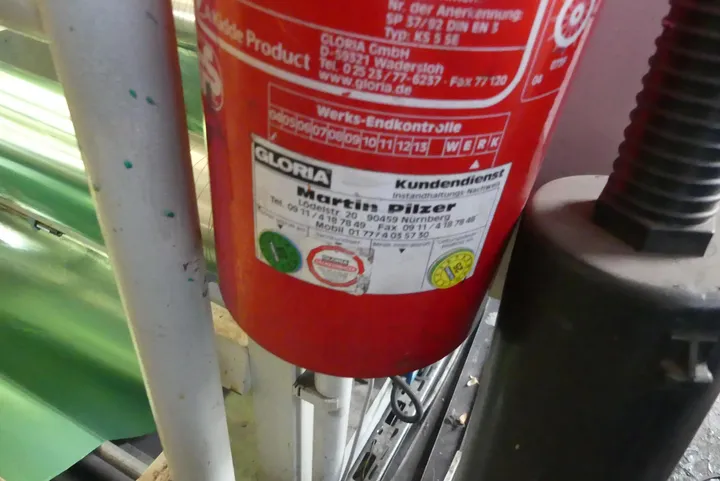 Nr. der Anerkennung:
SP 37/92 DIN EN 3
Typ: KS 5 SE
Kidde Product
GLORIA GmbH
D-59321 Wadersloh
Tel. 0 25 23/77-6237 · Fax 77 120
www.gloria.de
Werks-Endkontrolle
04 05 06 07 08 09 10 11 12 13 WERK
GLORIA
Kundendienst
Instandhaltungs-Nachweis
Martin Pilzer
Lödelstr. 20 90459 Nürnberg
Tel. 09 11/4 18 78 49 Fax 09 11/4 18 78 48
Mobil 01 77/4 03 57 30
GLORIA